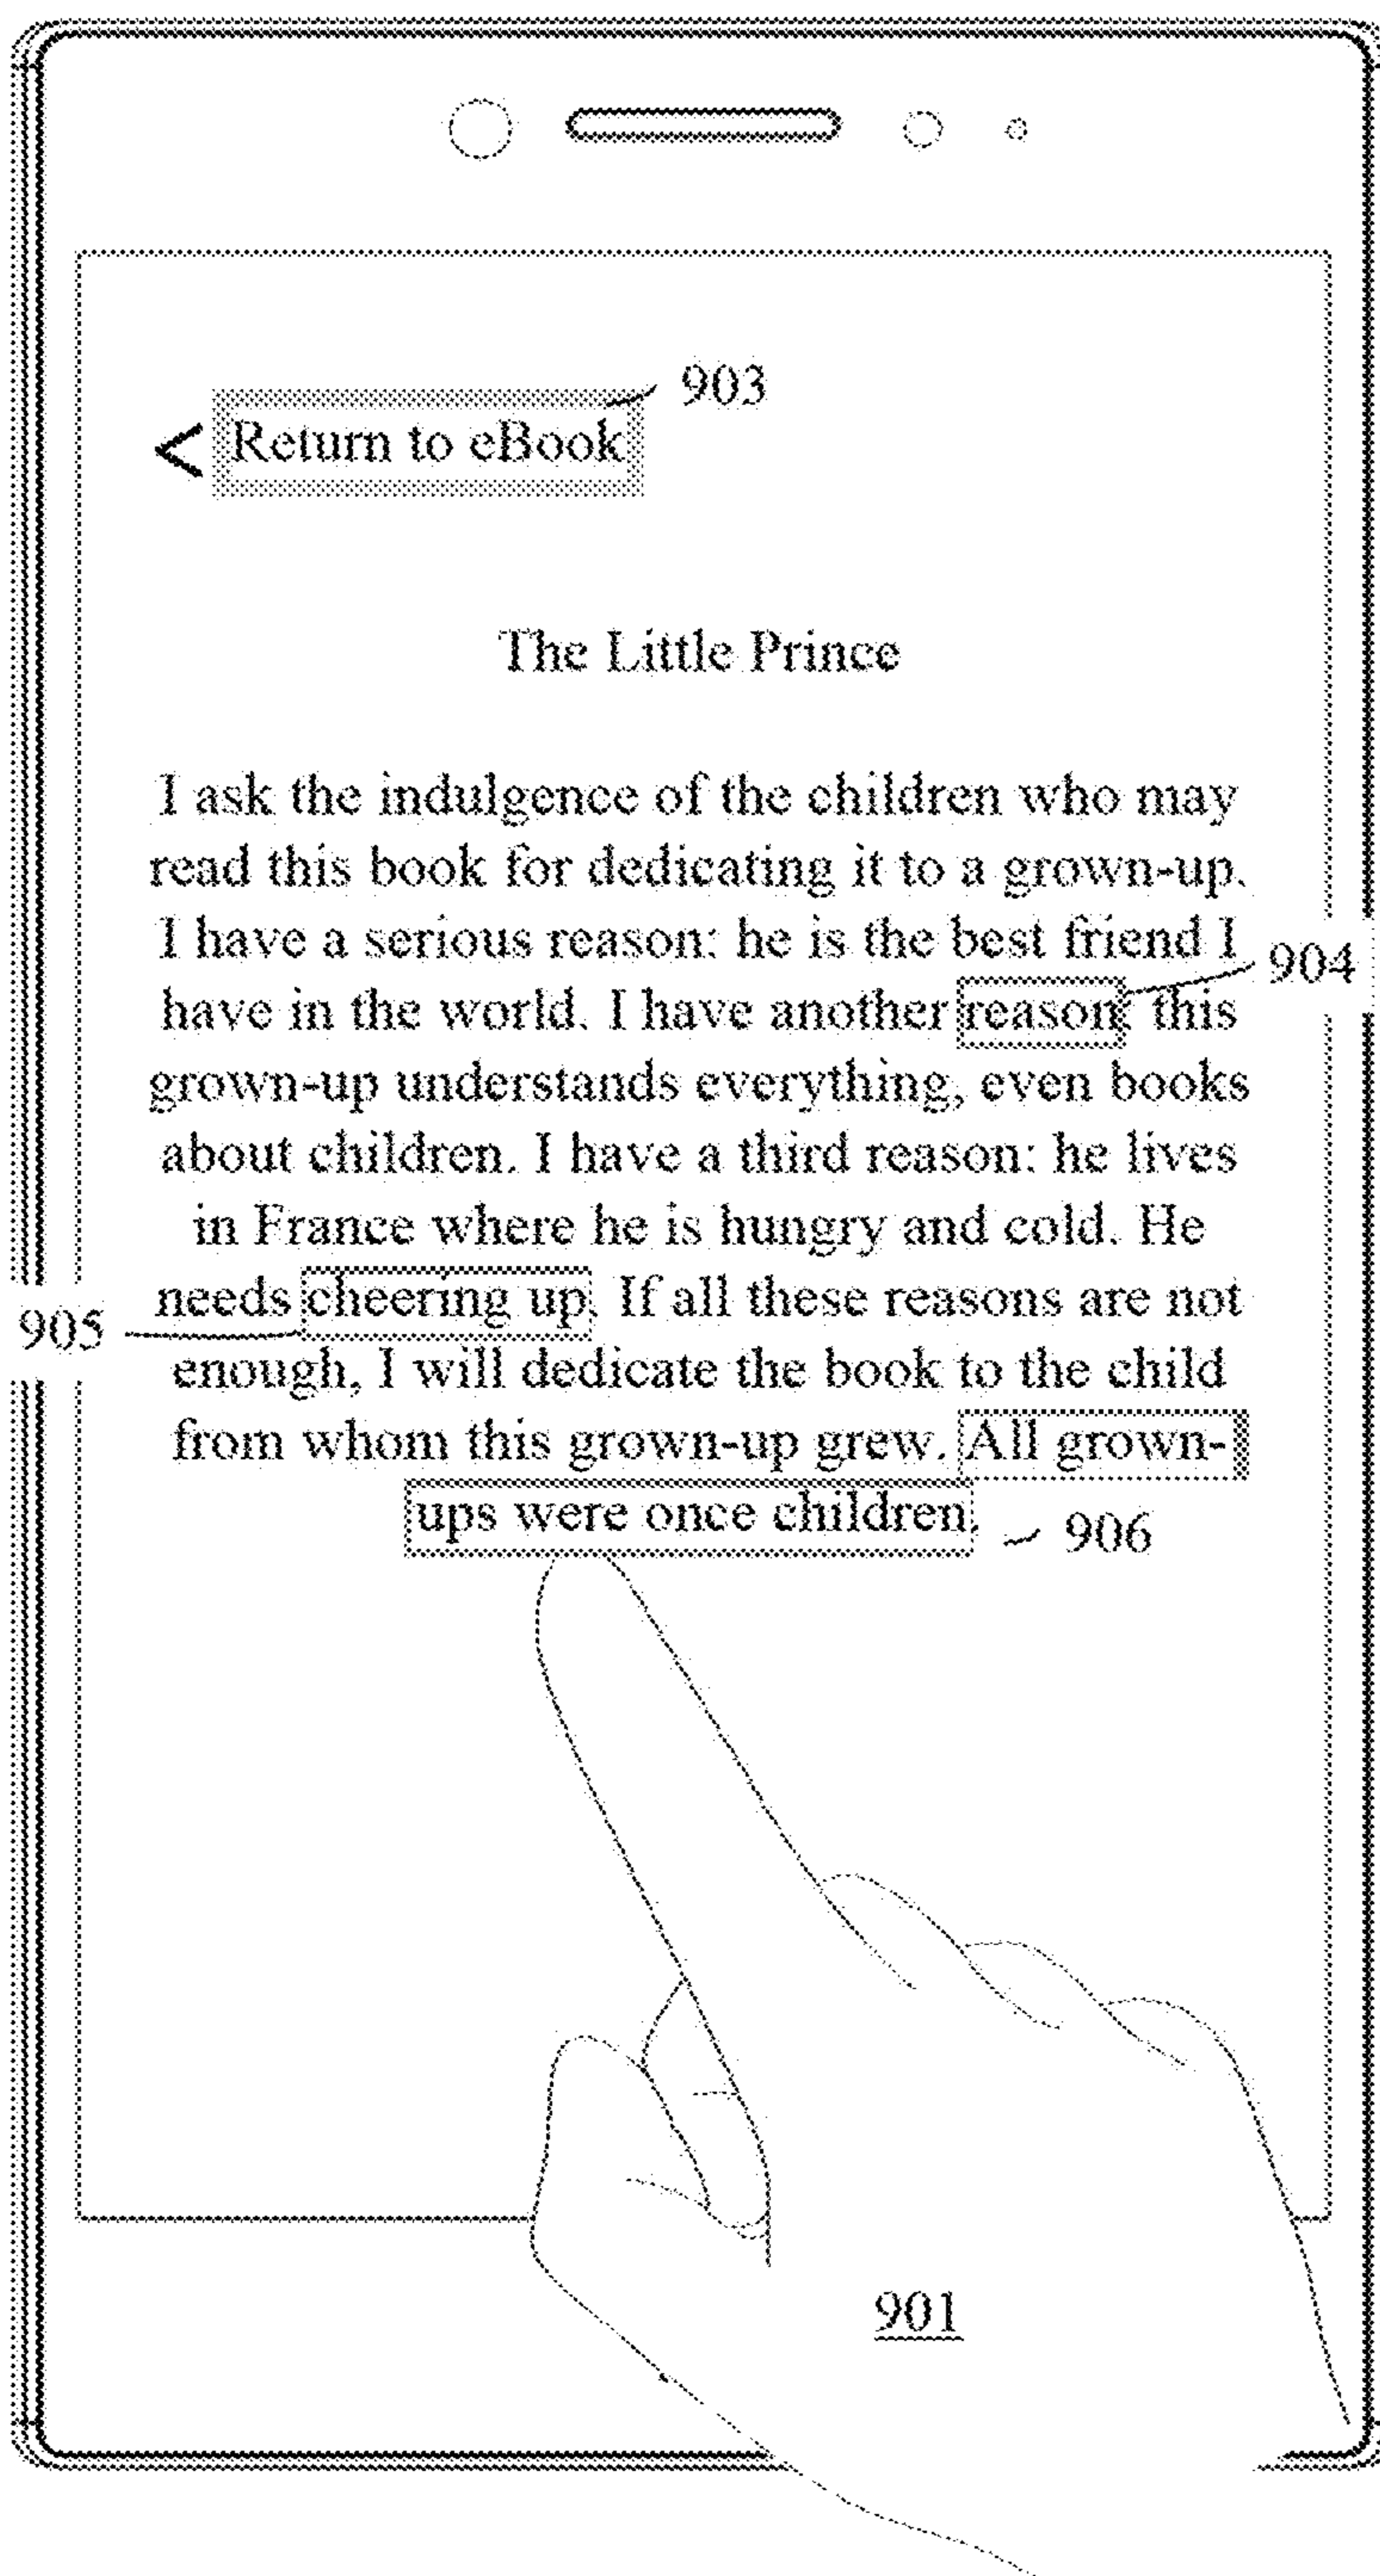 903
< Return to eBook
The Little Prince
I ask the indulgence of the children who may
read this book for dedicating it to a grown-up.
I have a serious reason: he is the best friend I
904
have in the world. I have another reason: this
grown-up understands everything, even books
about children. I have a third reason: he lives
in France where he is hungry and cold. He
needs cheering up. If all these reasons are not
905
enough, I will dedicate the book to the child
from whom this grown-up grew. All grown-
ups were once children.
906
901